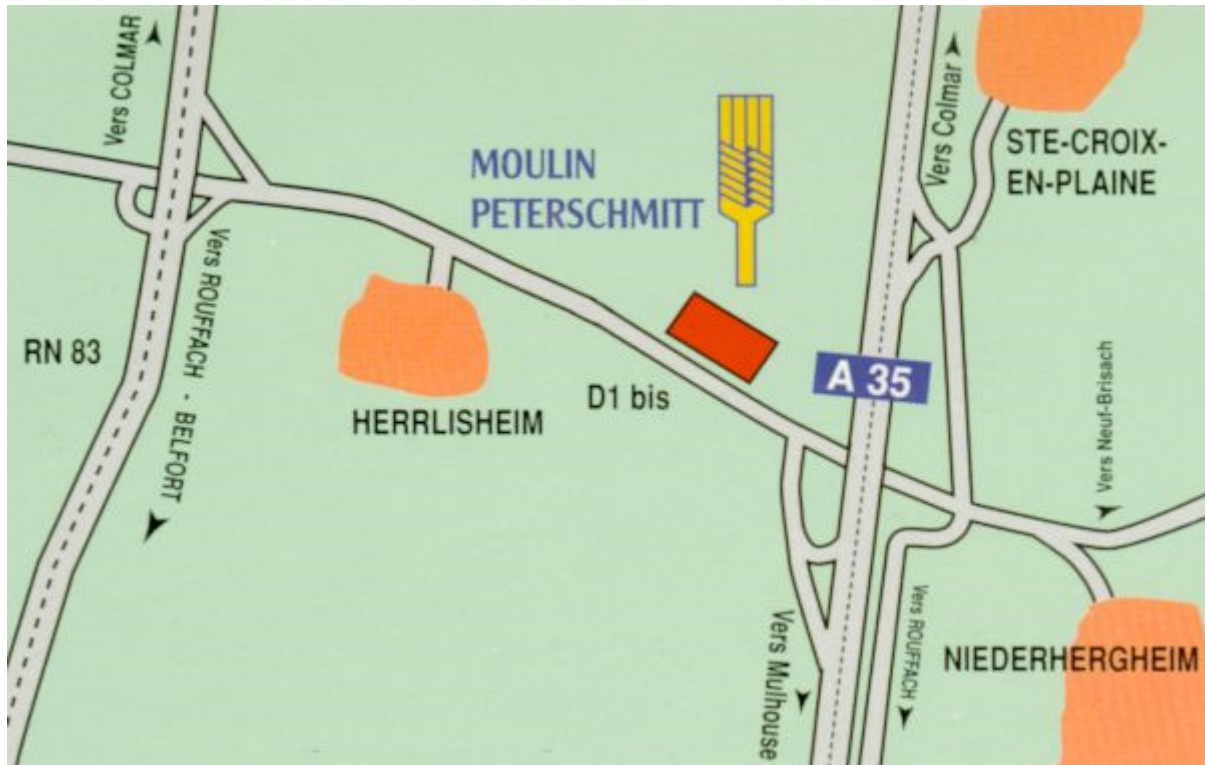 Vers COLMAR
MOULIN
PETERSCHMITT
Vers Colmar
STE-CROIX-
EN-PLAINE
Vers ROUFFACH - BELFORT
RN 83
HERRLISHEIM
D1 bis
A 35
Vers Neuf-Brisach
Vers Mulhouse
Vers ROUFFACH
NIEDERHERGHEIM